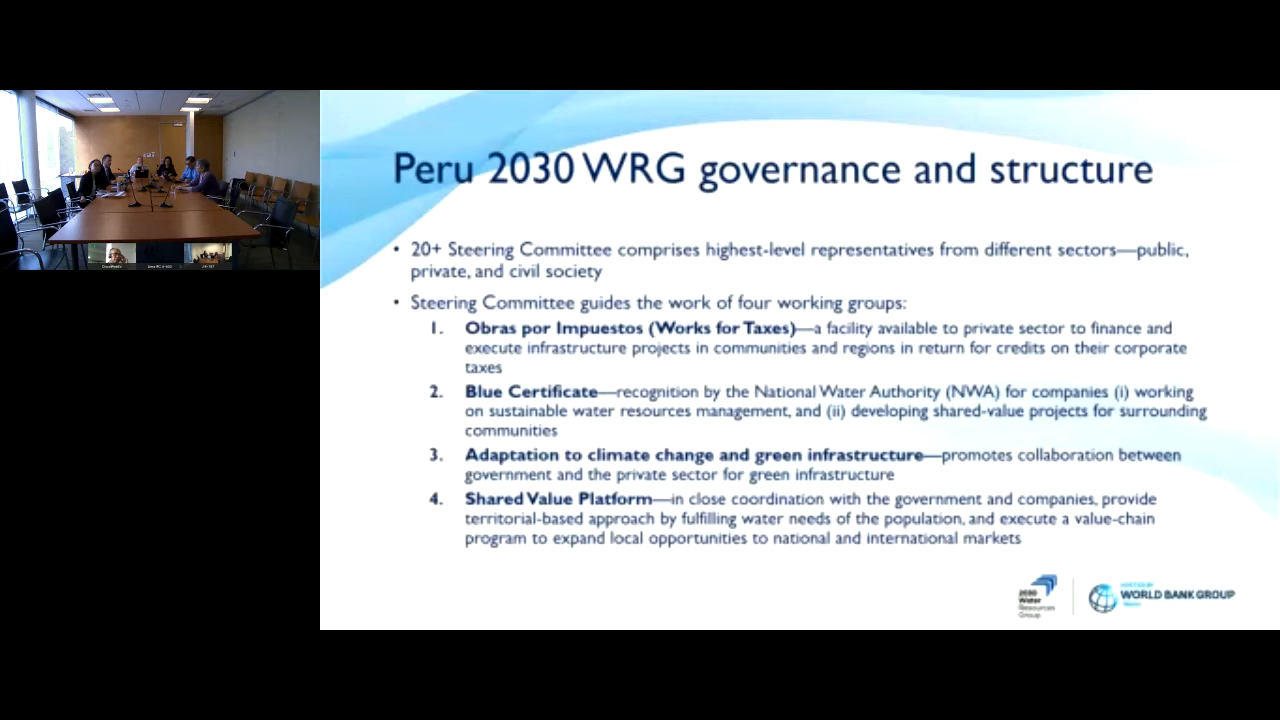 Peru 2030 WRG governance and structure
• 20+ Steering Committee comprises highest-level representatives from different sectors—public,
private, and civil society
• Steering Committee guides the work of four working groups:
1. Obras por Impuestos (Works for Taxes)—a facility available to private sector to finance and
execute infrastructure projects in communities and regions in return for credits on their corporate
taxes
2. Blue Certificate—recognition by the National Water Authority (NWA) for companies (i) working
on sustainable water resources management, and (ii) developing shared-value projects for surrounding
communities
3. Adaptation to climate change and green infrastructure—promotes collaboration between
government and the private sector for green infrastructure
4. Shared Value Platform—in close coordination with the government and companies, provide
territorial-based approach by fulfilling water needs of the population, and execute a value-chain
program to expand local opportunities to national and international markets
2030
Water
Resources
Group
HOSTED BY
WORLD BANK GROUP
Water